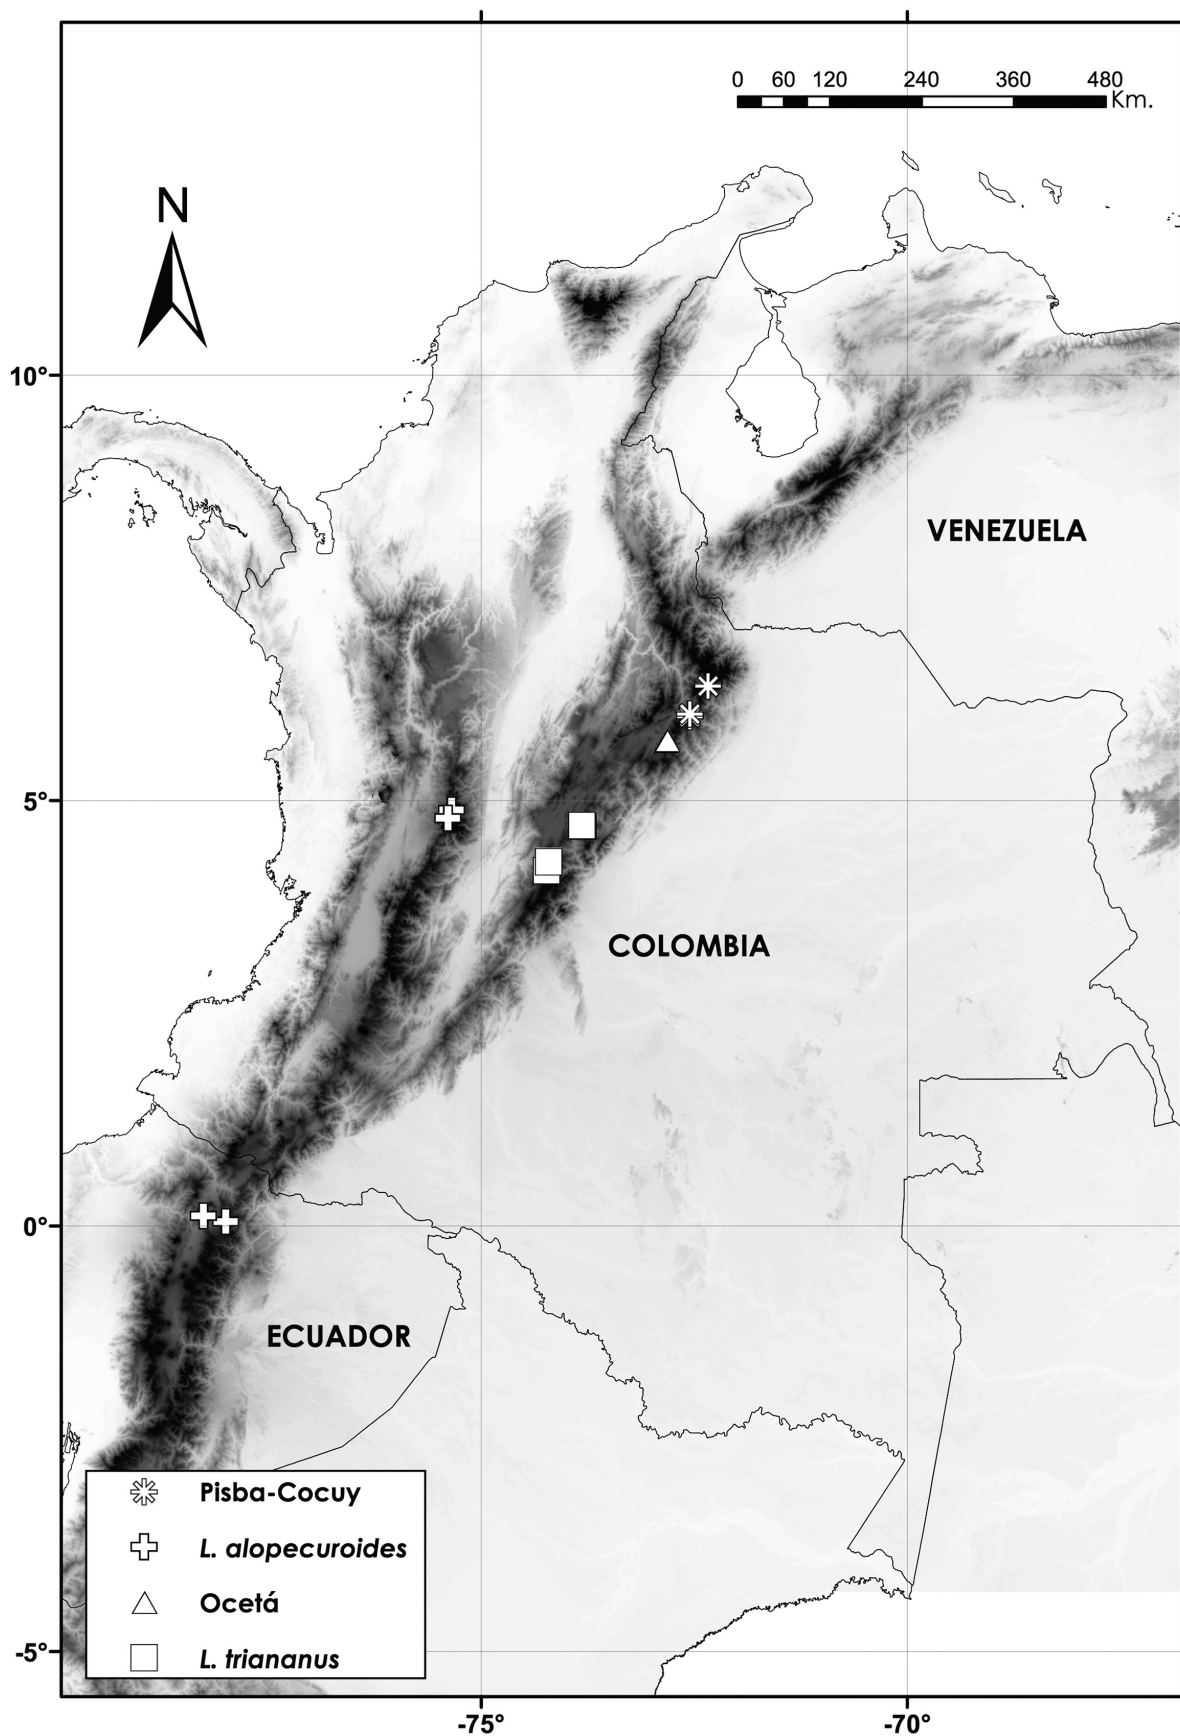 0 60 120 240 360 480
Km.
N
10°
VENEZUELA
5°
COLOMBIA
0°
ECUADOR
Pisba-Cocuy
L. alopecuroides
Ocetá
L. triananus
-5°
-75° -70°